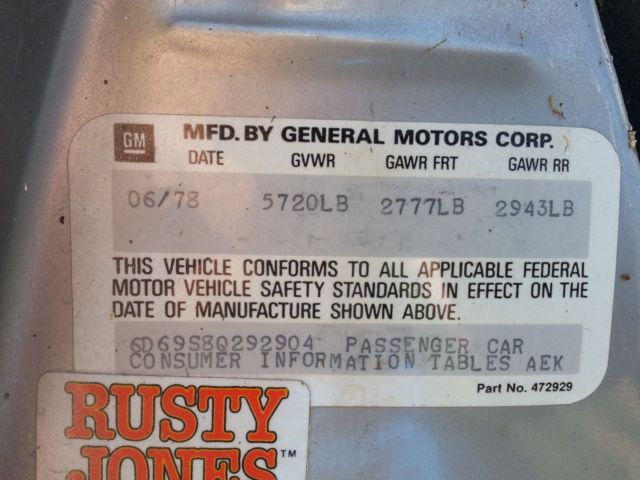 GM MFD. BY GENERAL MOTORS CORP.
DATE GVWR GAWR FRT GAWR RR
06/78 5720LB 2777LB 2943LB
THIS VEHICLE CONFORMS TO ALL APPLICABLE FEDERAL
MOTOR VEHICLE SAFETY STANDARDS IN EFFECT ON THE
DATE OF MANUFACTURE SHOWN ABOVE.
6D69S8Q292904 PASSENGER CAR
CONSUMER INFORMATION TABLES AEK
Part No. 472929
RUSTY
JONES™